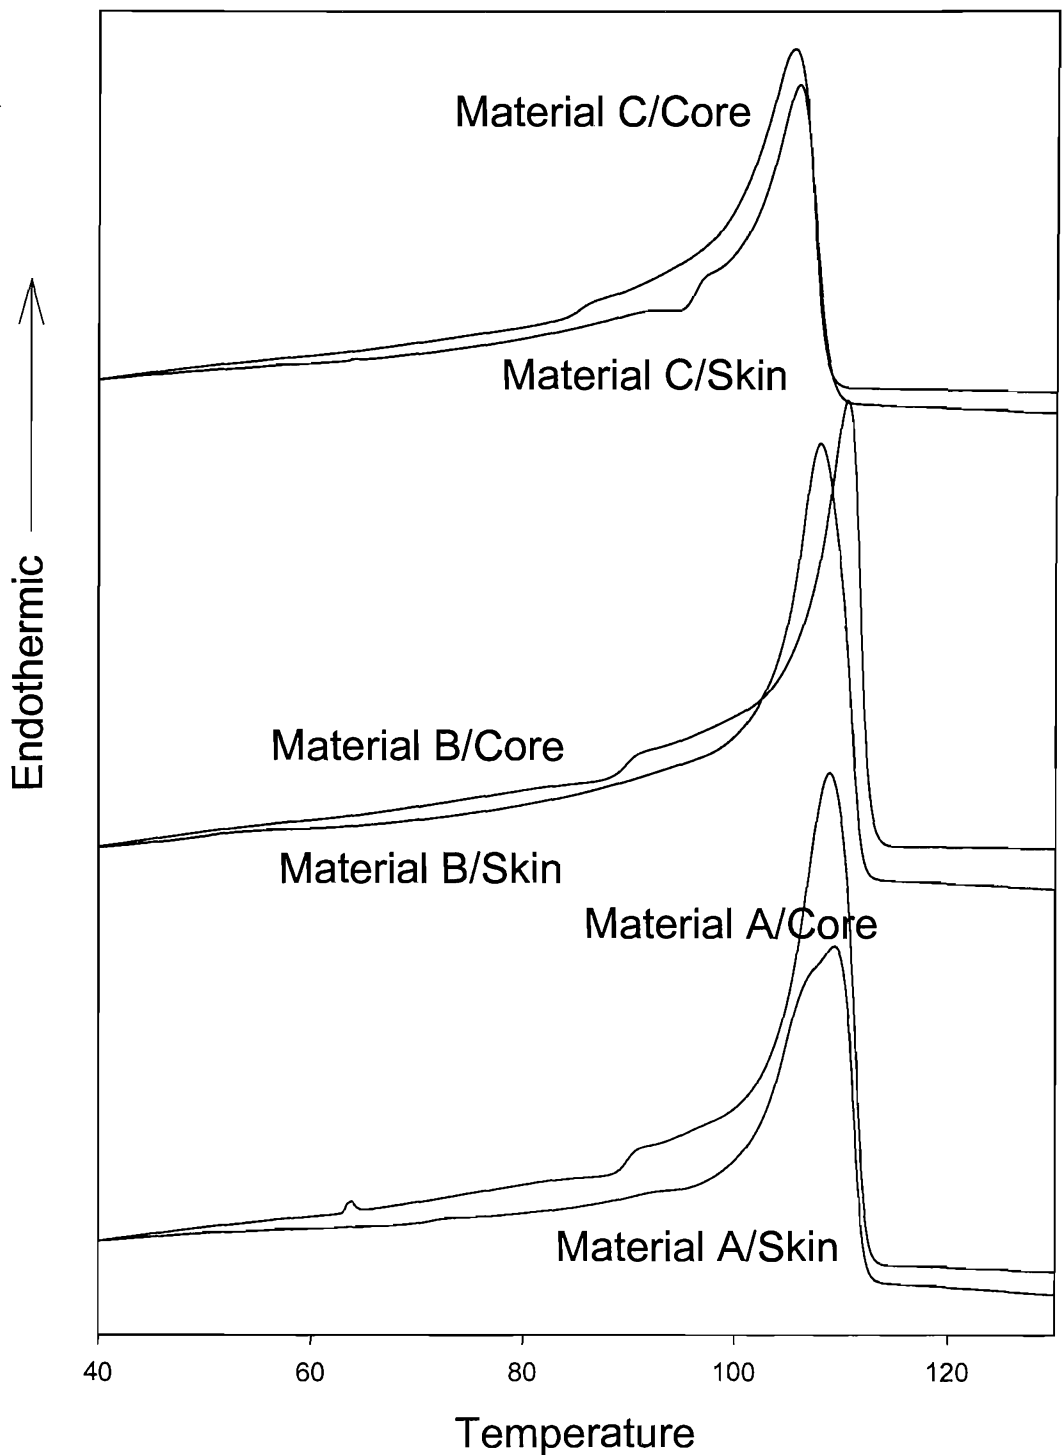 Material C/Core
Material C/Skin
Endothermic
Material B/Core
Material B/Skin
Material A/Core
Material A/Skin
40 60 80 100 120
Temperature